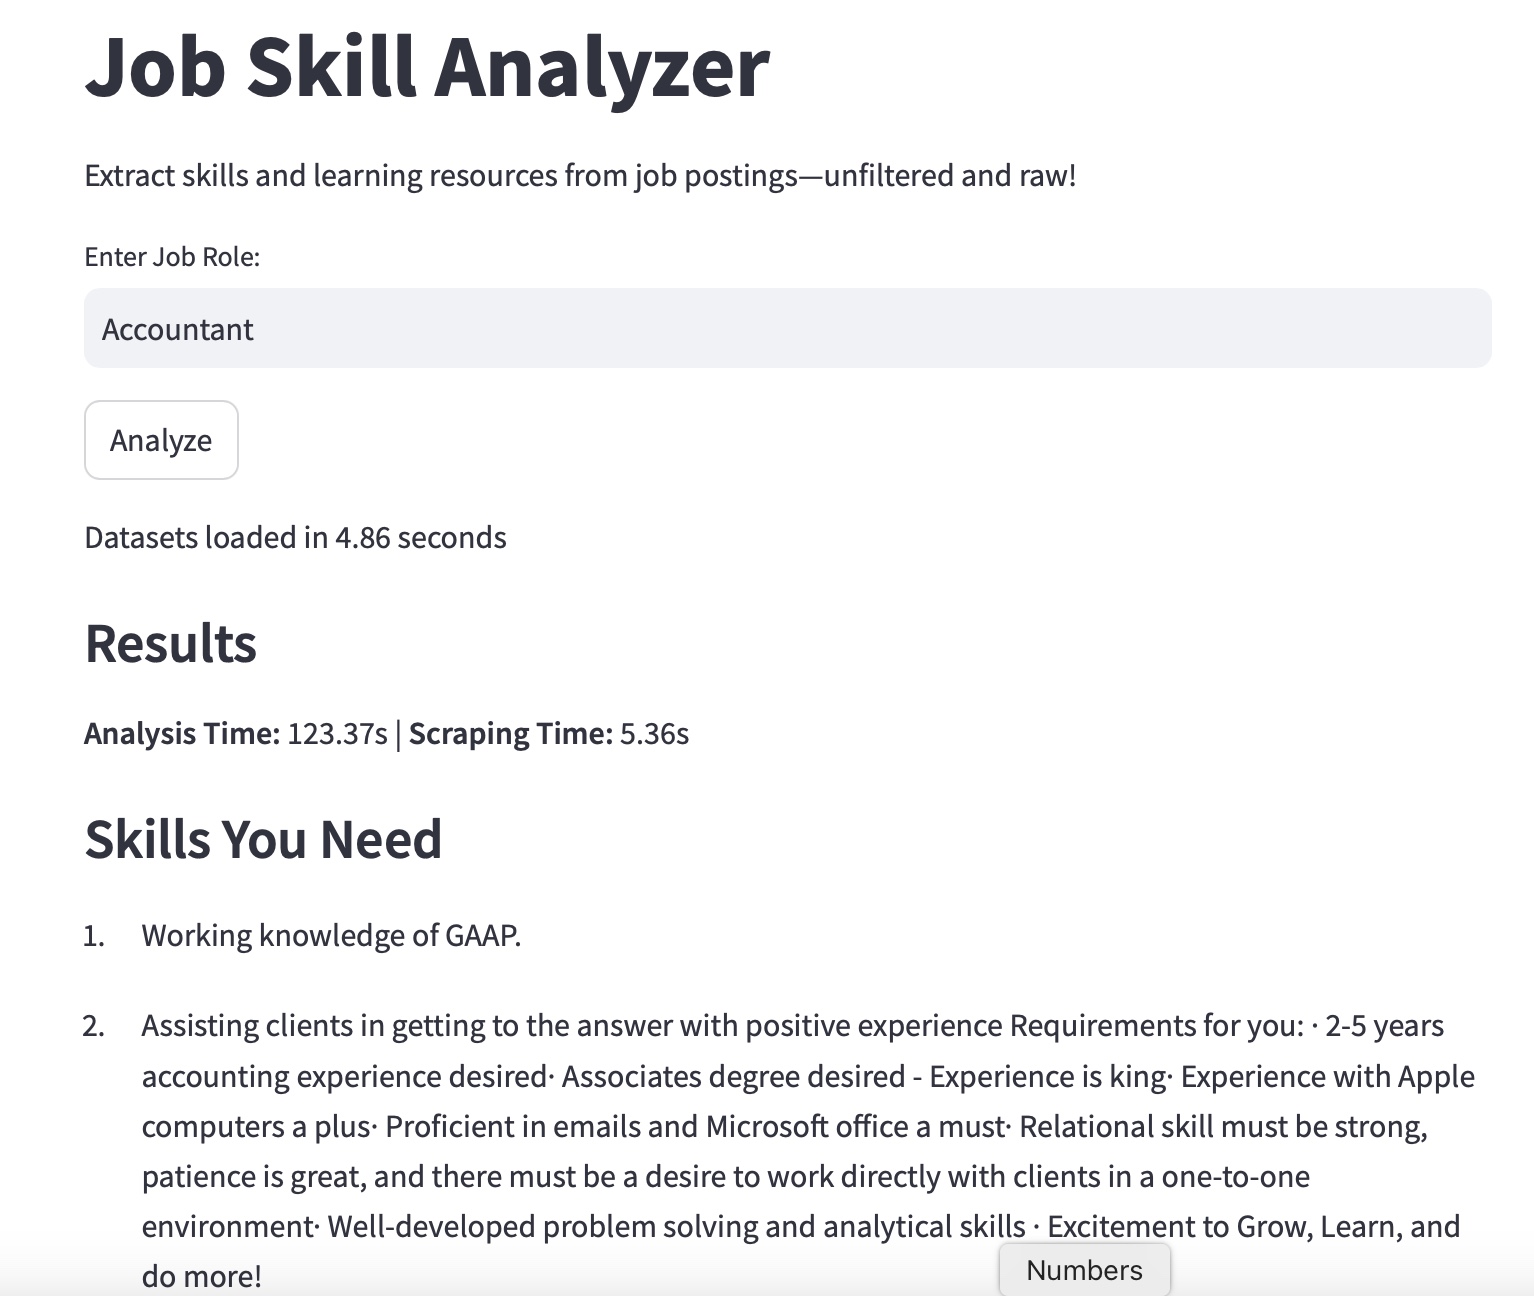 Job Skill Analyzer
Extract skills and learning resources from job postings—unfiltered and raw!
Enter Job Role:
Accountant
Analyze
Datasets loaded in 4.86 seconds
Results
Analysis Time: 123.37s | Scraping Time: 5.36s
Skills You Need
1. Working knowledge of GAAP.
2. Assisting clients in getting to the answer with positive experience Requirements for you: · 2-5 years
accounting experience desired· Associates degree desired - Experience is king· Experience with Apple
computers a plus· Proficient in emails and Microsoft office a must· Relational skill must be strong,
patience is great, and there must be a desire to work directly with clients in a one-to-one
environment· Well-developed problem solving and analytical skills · Excitement to Grow, Learn, and
do more!
Numbers